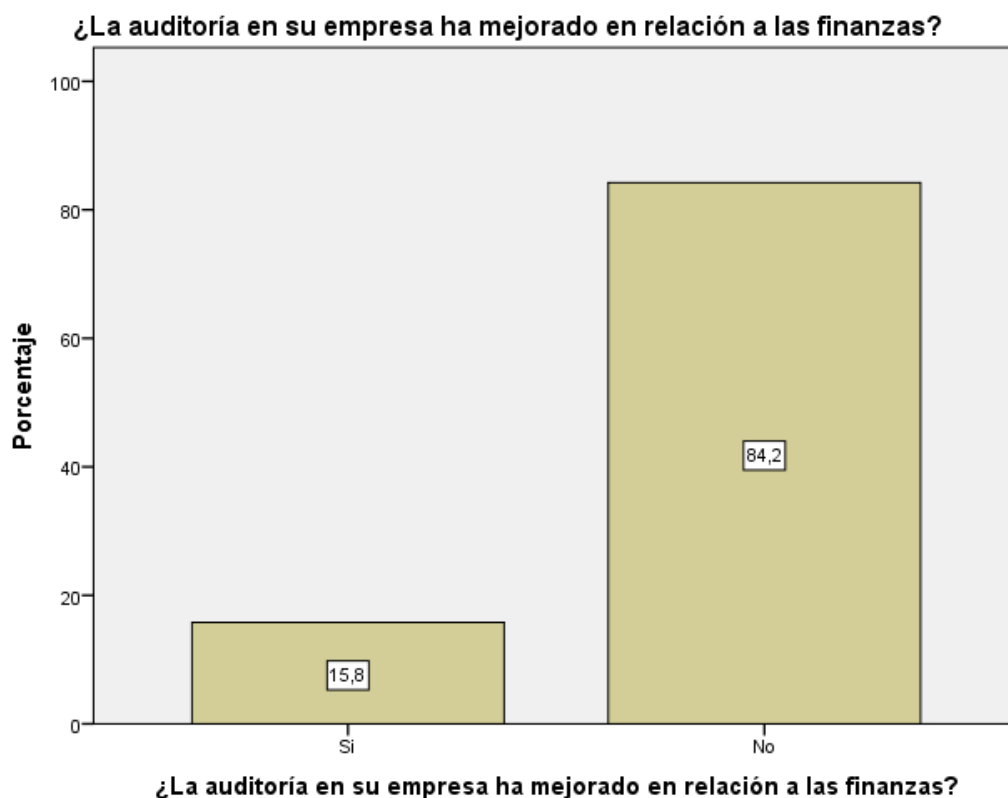 ¿La auditoría en su empresa ha mejorado en relación a las finanzas?
100
80
60
40
20
0
Porcentaje
15,8
84,2
Si
No
¿La auditoría en su empresa ha mejorado en relación a las finanzas?